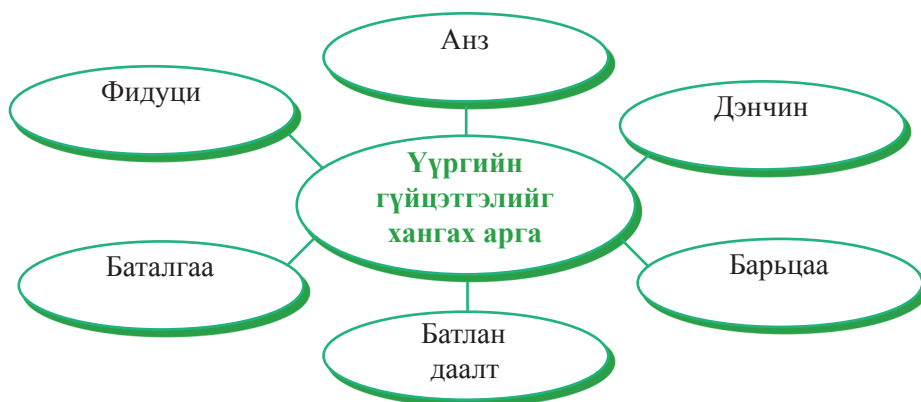 Анз
Фидуци
Дэнчин
Үүргийн
гүйцэтгэлийг
хангах арга
Баталгаа
Барьцаа
Батлан
даалт